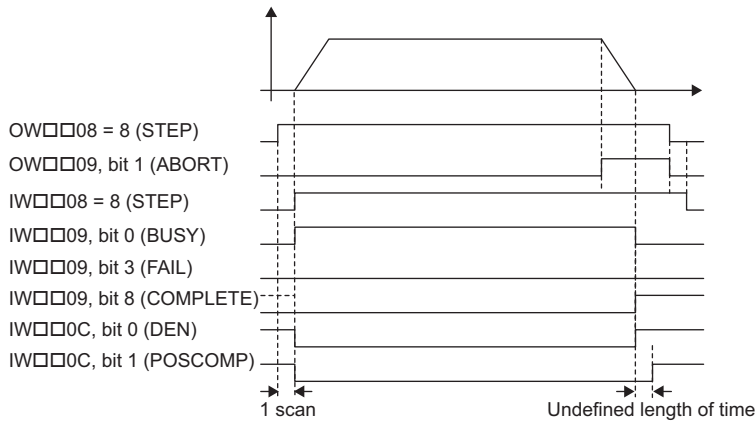 OW□□08 = 8 (STEP)
OW□□09, bit 1 (ABORT)
IW□□08 = 8 (STEP)
IW□□09, bit 0 (BUSY)
IW□□09, bit 3 (FAIL)
IW□□09, bit 8 (COMPLETE)
IW□□0C, bit 0 (DEN)
IW□□0C, bit 1 (POSCOMP)
1 scan
Undefined length of time